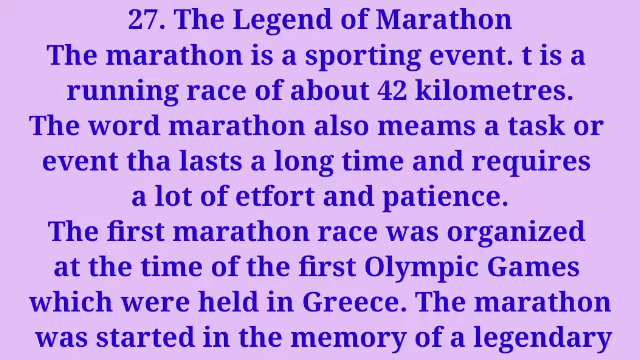 27. The Legend of Marathon
The marathon is a sporting event. t is a
running race of about 42 kilometres.
The word marathon also meams a task or
event tha lasts a long time and requires
a lot of etfort and patience.
The first marathon race was organized
at the time of the first Olympic Games
which were held in Greece. The marathon
was started in the memory of a legendary